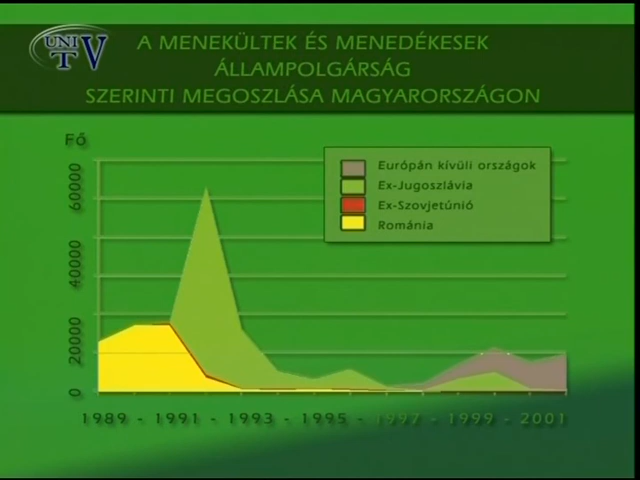 UNI
TV
A MENEKÜLTEK ÉS MENEDÉKESEK
ÁLLAMPOLGÁRSÁG
SZERINTI MEGOSZLÁSA MAGYARORSZÁGON
Fő
60000
40000
20000
0
Európán kívüli országok
Ex-Jugoszlávia
Ex-Szovjetúnió
Románia
1989 - 1991 - 1993 - 1995 - 1997 - 1999 - 2001